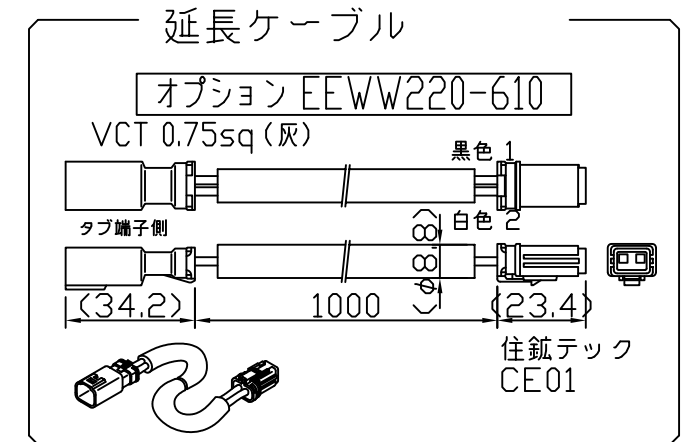 延長ケーブル
オプション EEWW220-610
VCT 0.75sq(灰)
黒色 1
タブ端子側
白色 2
(φ8.8)
(34.2)
1000
(23.4)
住鉱テック
CE01